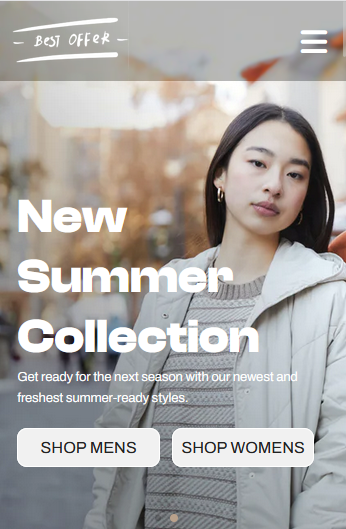 - BEST OFFER -
New
Summer
Collection
Get ready for the next season with our newest and
freshest summer-ready styles.
SHOP MENS
SHOP WOMENS